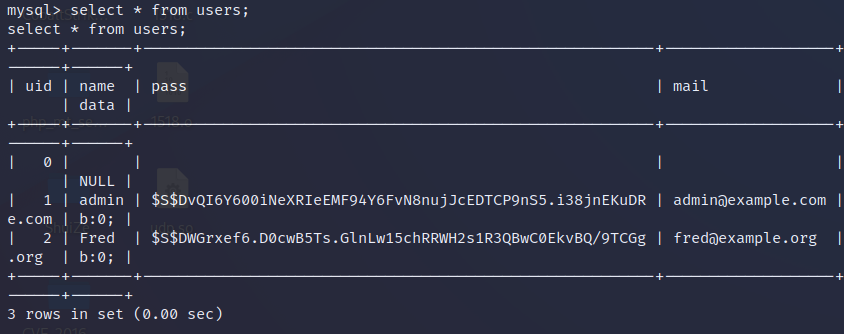 mysql> select * from users;
select * from users;
+-----+-------+---------------------------------------------------------+-------------------+
------+-------+
| uid | name  | pass                                                    | mail              |
      | data |
+-----+-------+---------------------------------------------------------+-------------------+
------+-------+
|   0 |       |                                                         |                   |
      | NULL |
|   1 | admin | $S$DvQI6Y600iNeXRIeEMF94Y6FvN8nujJcEDTCP9nS5.i38jnEKuDR | admin@example.com
e.com | b:0; |
|   2 | Fred  | $S$DWGrxef6.D0cwB5Ts.GlnLw15chRRWH2s1R3QBwC0EkvBQ/9TCGg | fred@example.org  |
.org  | b:0; |
+-----+-------+---------------------------------------------------------+-------------------+
------+-------+
3 rows in set (0.00 sec)